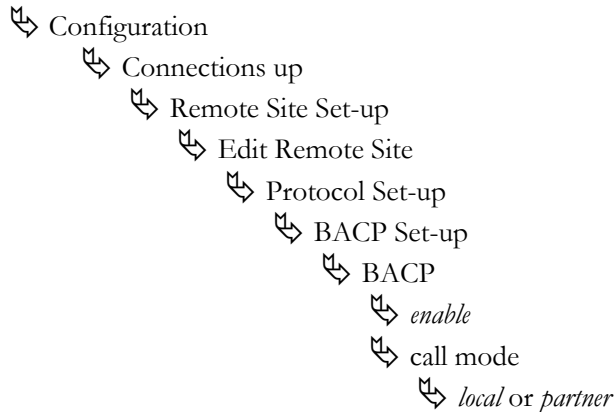 Configuration
Connections up
Remote Site Set-up
Edit Remote Site
Protocol Set-up
BACP Set-up
BACP
enable
call mode
local or partner